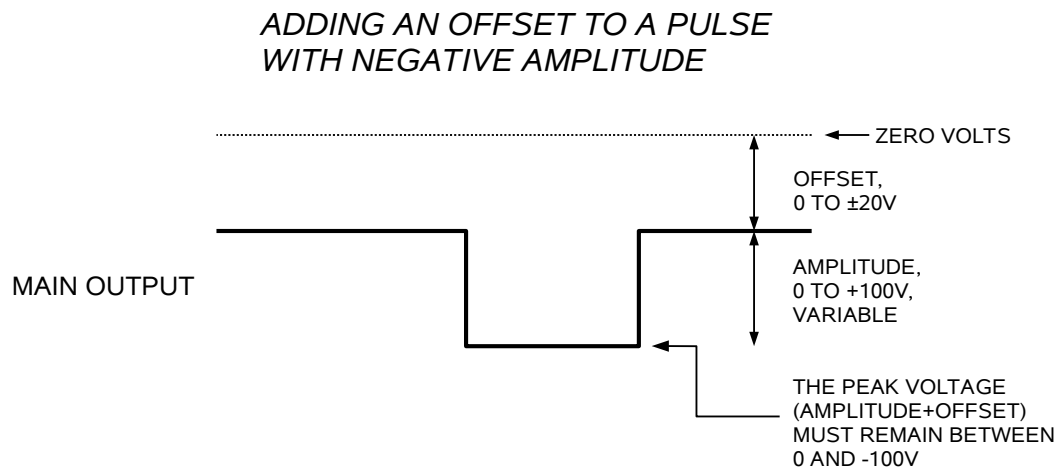 ADDING AN OFFSET TO A PULSE
WITH NEGATIVE AMPLITUDE
ZERO VOLTS
OFFSET,
0 TO ±20V
MAIN OUTPUT
AMPLITUDE,
0 TO +100V,
VARIABLE
THE PEAK VOLTAGE
(AMPLITUDE+OFFSET)
MUST REMAIN BETWEEN
0 AND -100V